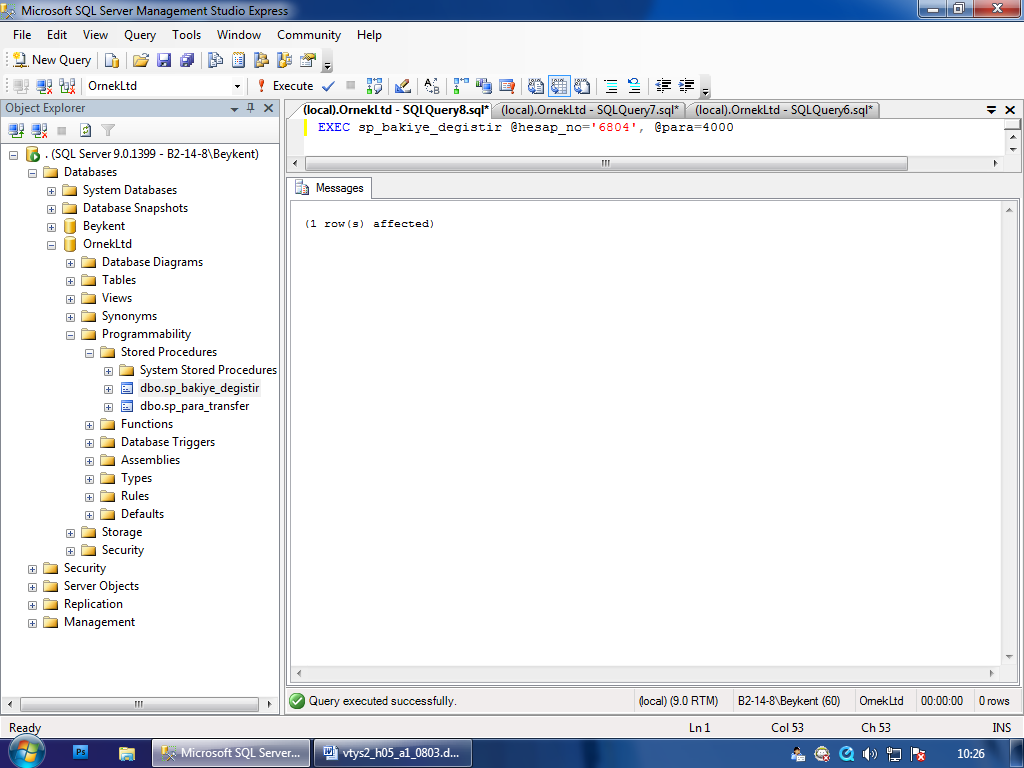 Microsoft SQL Server Management Studio Express
File Edit View Query Tools Window Community Help
New Query
OrnekLtd Execute
Object Explorer
(local).OrnekLtd - SQLQuery8.sql* (local).OrnekLtd - SQLQuery7.sql* (local).OrnekLtd - SQLQuery6.sql*
EXEC sp_bakiye_degistir @hesap_no='6804', @para=4000
Messages
(1 row(s) affected)
. (SQL Server 9.0.1399 - B2-14-8\Beykent)
Databases
System Databases
Database Snapshots
Beykent
OrnekLtd
Database Diagrams
Tables
Views
Synonyms
Programmability
Stored Procedures
System Stored Procedures
dbo.sp_bakiye_degistir
dbo.sp_para_transfer
Functions
Database Triggers
Assemblies
Types
Rules
Defaults
Storage
Security
Security
Server Objects
Replication
Management
Query executed successfully. (local) (9.0 RTM) B2-14-8\Beykent (60) OrnekLtd 00:00:00 0 rows
Ready Ln 1 Col 53 Ch 53 INS
Ps Microsoft SQL Server... vtys2_h05_a1_0803.d... 10:26